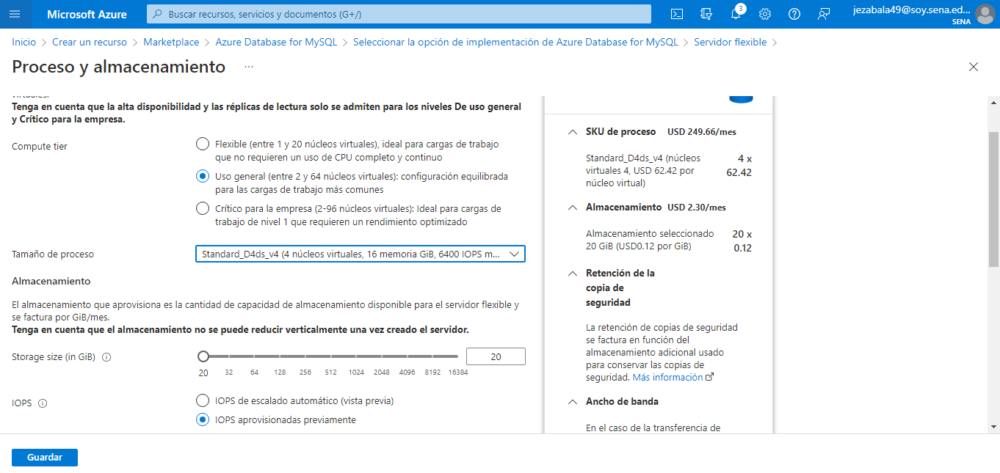 Microsoft Azure
Buscar recursos, servicios y documentos (G+/)
3
jezabala49@soy.sena.ed...
SENA
Inicio > Crear un recurso > Marketplace > Azure Database for MySQL > Seleccionar la opción de implementación de Azure Database for MySQL > Servidor flexible >
Proceso y almacenamiento ...
virtuales.
Tenga en cuenta que la alta disponibilidad y las réplicas de lectura solo se admiten para los niveles De uso general
y Crítico para la empresa.
Compute tier
Flexible (entre 1 y 20 núcleos virtuales), ideal para cargas de trabajo
que no requieren un uso de CPU completo y continuo
Uso general (entre 2 y 64 núcleos virtuales): configuración equilibrada
para las cargas de trabajo más comunes
Crítico para la empresa (2-96 núcleos virtuales): Ideal para cargas de
trabajo de nivel 1 que requieren un rendimiento optimizado
Tamaño de proceso
Standard_D4ds_v4 (4 núcleos virtuales, 16 memoria GiB, 6400 IOPS m...
Almacenamiento
El almacenamiento que aprovisiona es la cantidad de capacidad de almacenamiento disponible para el servidor flexible y
se factura por GiB/mes.
Tenga en cuenta que el almacenamiento no se puede reducir verticalmente una vez creado el servidor.
Storage size (in GiB)
20
20 32 64 128 256 512 1024 2048 4096 8192 16384
IOPS
IOPS de escalado automático (vista previa)
IOPS aprovisionadas previamente
SKU de proceso USD 249.66/mes
Standard_D4ds_v4 (núcleos
virtuales 4, USD 62.42 por
núcleo virtual)
4 x
62.42
Almacenamiento USD 2.30/mes
Almacenamiento seleccionado
20 GiB (USD0.12 por GiB)
20 x
0.12
Retención de la
copia de
seguridad
La retención de copias de seguridad
se factura en función del
almacenamiento adicional usado
para conservar las copias de
seguridad. Más información
Ancho de banda
En el caso de la transferencia de
Guardar